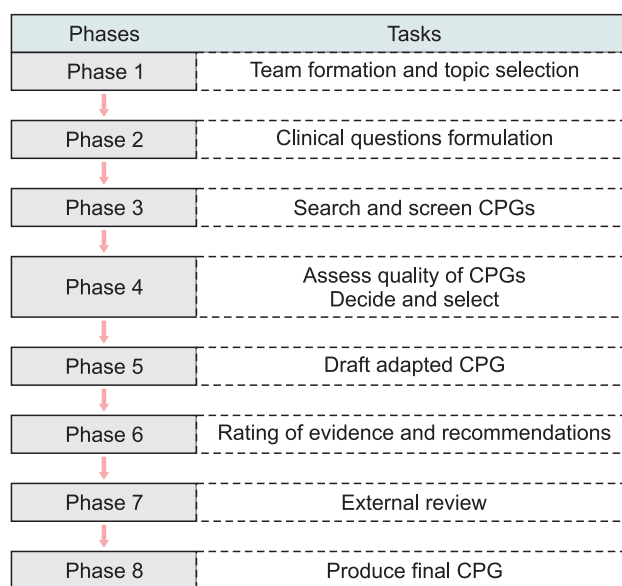 Phases Tasks
Phase 1 Team formation and topic selection
Phase 2 Clinical questions formulation
Phase 3 Search and screen CPGs
Phase 4 Assess quality of CPGs
Decide and select
Phase 5 Draft adapted CPG
Phase 6 Rating of evidence and recommendations
Phase 7 External review
Phase 8 Produce final CPG